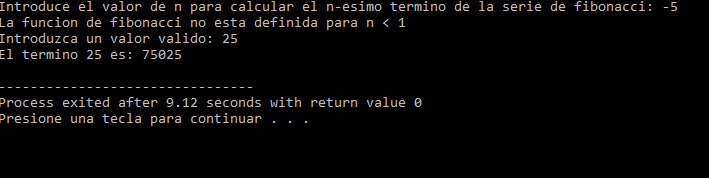 Introduce el valor de n para calcular el n-esimo termino de la serie de fibonacci: -5
La funcion de fibonacci no esta definida para n < 1
Introduzca un valor valido: 25
El termino 25 es: 75025
--------------------------------
Process exited after 9.12 seconds with return value 0
Presione una tecla para continuar . . .